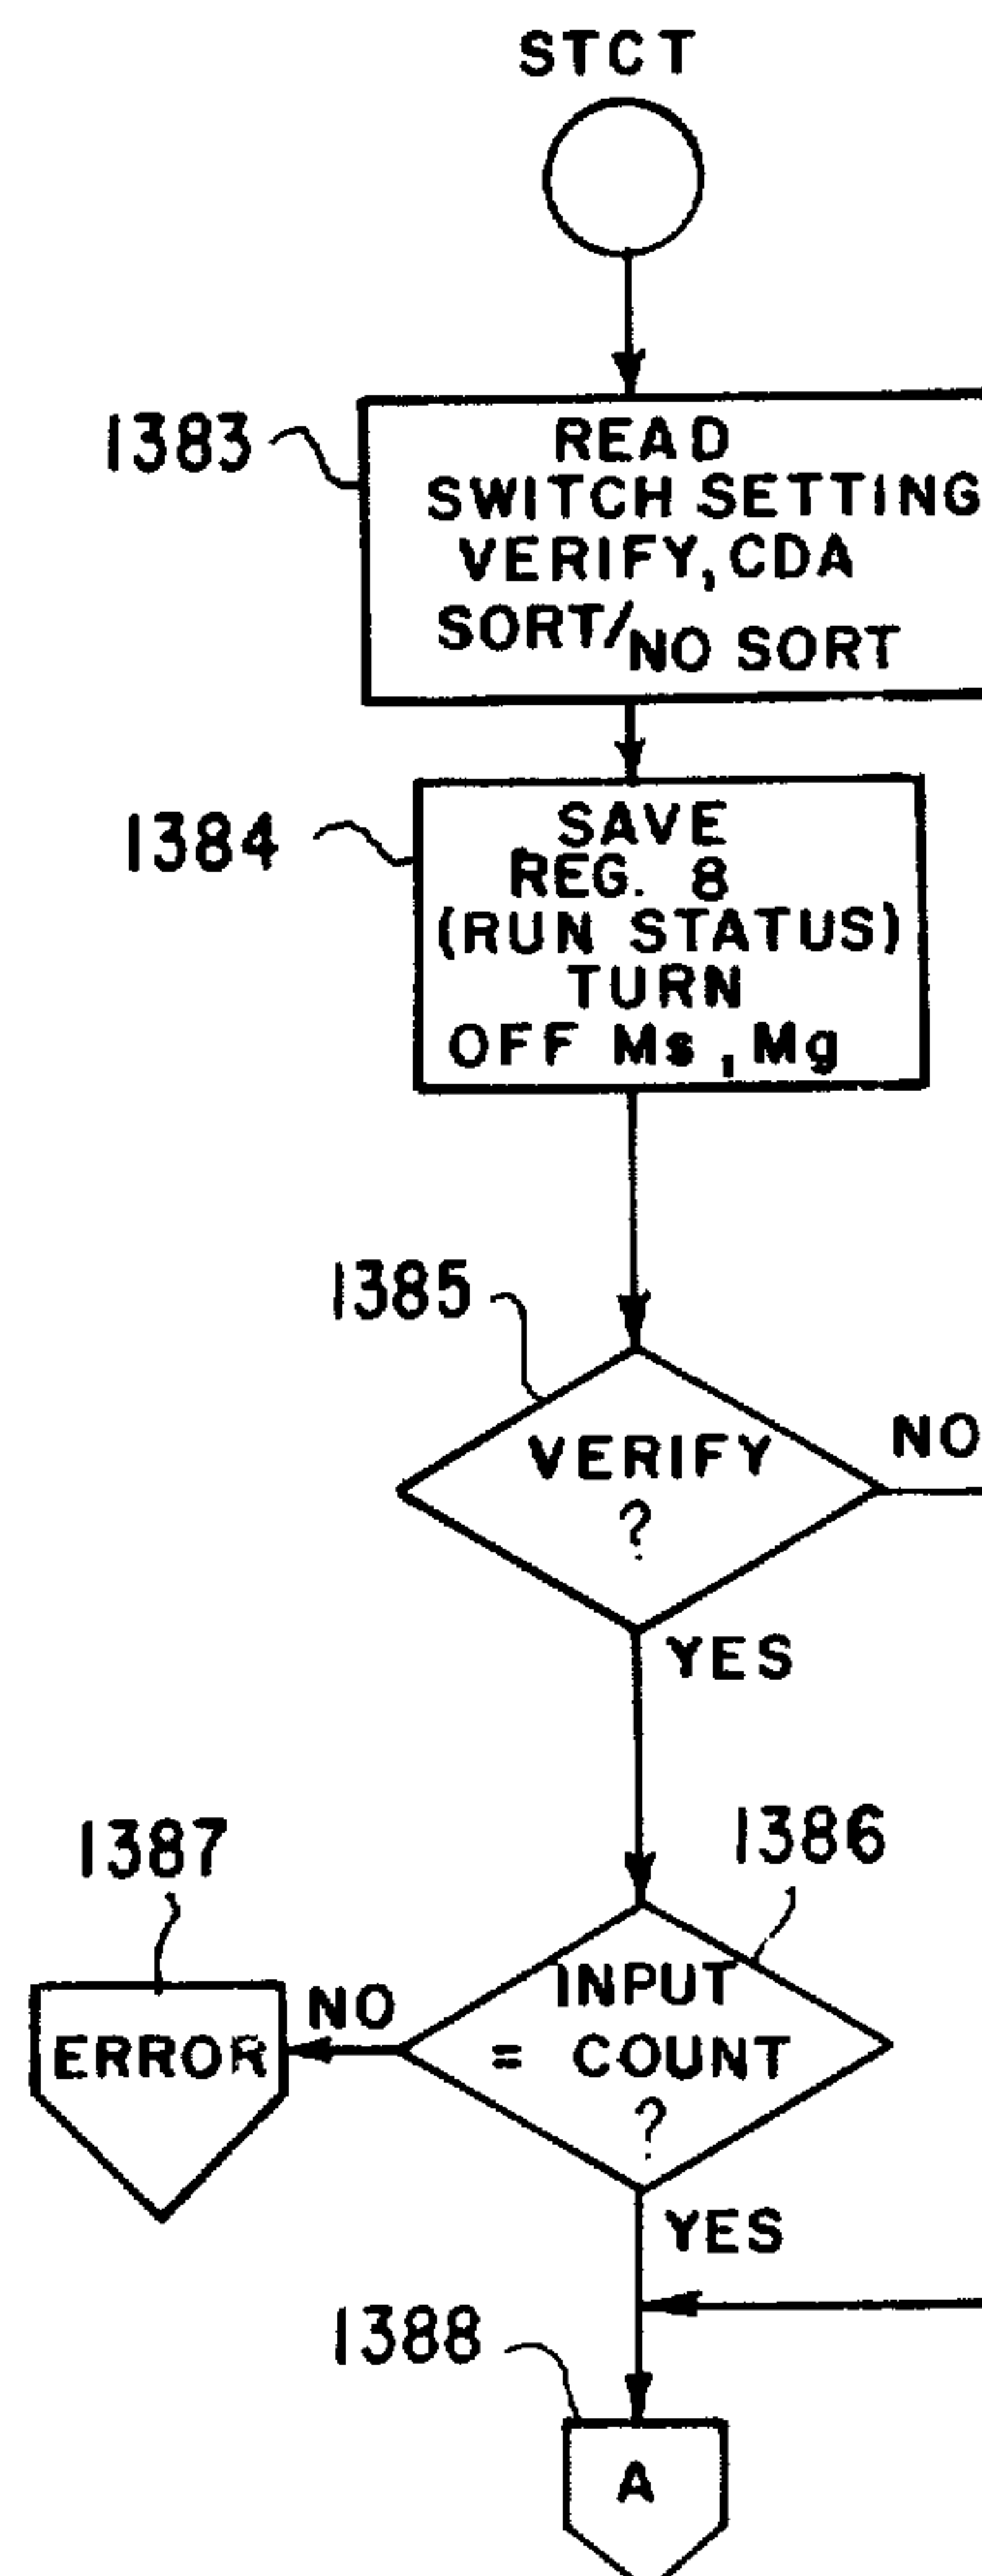 STCT
1383
READ
SWITCH SETTING
VERIFY, CDA
SORT/NO SORT
1384
SAVE
REG. 8
(RUN STATUS)
TURN
OFF Ms, Mg
1385
VERIFY
?
NO
YES
1386
INPUT
= COUNT
?
1387
NO
ERROR
YES
1388
A